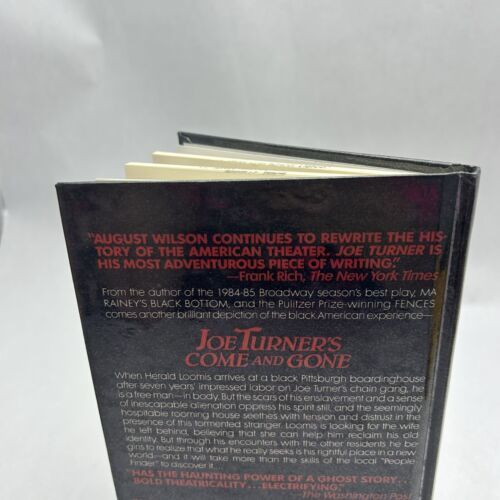 "AUGUST WILSON CONTINUES TO REWRITE THE HIS-
TORY OF THE AMERICAN THEATER. JOE TURNER IS
HIS MOST ADVENTUROUS PIECE OF WRITING."
—Frank Rich, The New York Times
From the author of the 1984-85 Broadway season's best play, MA
RAINEY'S BLACK BOTTOM, and the Pulitzer Prize-winning FENCES
comes another brilliant depiction of the black American experience—
JOE TURNER'S
COME AND GONE
When Herald Loomis arrives at a black Pittsburgh boardinghouse
after seven years' impressed labor on Joe Turner's chain gang, he
is a free man—in body. But the scars of his enslavement and a sense
of inescapable alienation oppress his spirit still, and the seemingly
hospitable rooming house seethes with tension and distrust in the
presence of this tormented stranger. Loomis is looking for the wife
he left behind, believing that she can help him reclaim his old
identity. But through his encounters with the other residents he be-
gins to realize that what he really seeks is his rightful place in a new
world—and it will take more than the skills of the local "People
Finder" to discover it.
"HAS THE HAUNTING POWER OF A GHOST STORY...
BOLD THEATRICALITY... ELECTRIFYING."
—The Washington Post